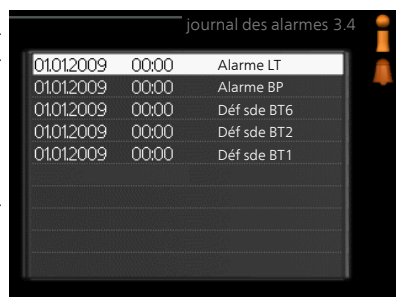 journal des alarmes 3.4
01.01.2009 00:00 Alarme LT
01.01.2009 00:00 Alarme BP
01.01.2009 00:00 Déf sde BT6
01.01.2009 00:00 Déf sde BT2
01.01.2009 00:00 Déf sde BT1